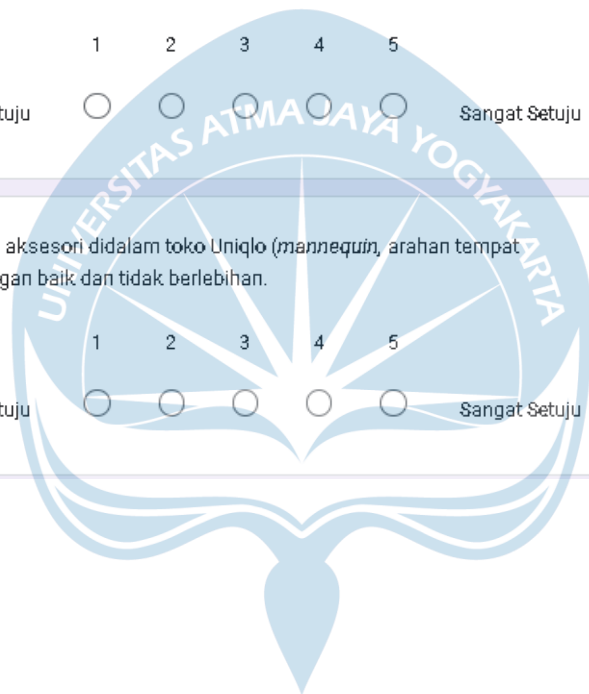 1 2 3 4 5
tuju Sangat Setuju
UNIVERSITAS ATMA JAYA YOGYAKARTA
aksesori didalam toko Uniqlo (mannequin, arahan tempat
gan baik dan tidak berlebihan.
1 2 3 4 5
tuju Sangat Setuju